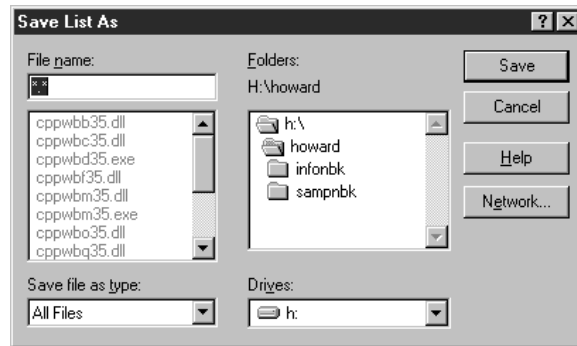 Save List As
File name:
*.*
cppwbb35.dll
cppwbc35.dll
cppwbd35.exe
cppwbf35.dll
cppwbm35.dll
cppwbm35.exe
cppwbo35.dll
cppwbq35.dll
Save file as type:
All Files
Folders:
H:\howard
h:\
howard
infonbk
sampnbk
Drives:
h:
Save
Cancel
Help
Network...